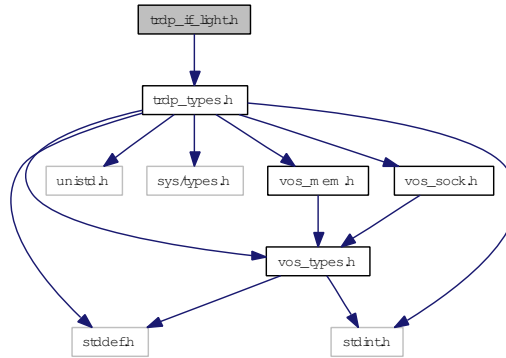 trdp_if_light.h
trdp_types.h
unistd.h
sys/types.h
vos_mem.h
vos_sock.h
vos_types.h
stddef.h
stdint.h